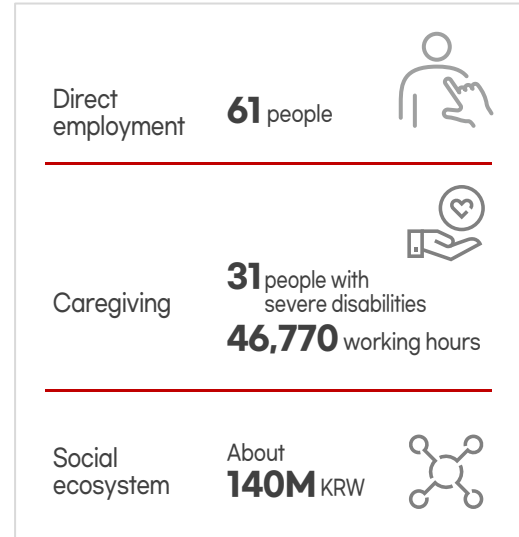 Direct
employment
61 people
Caregiving
31 people with
severe disabilities
46,770 working hours
Social
ecosystem
About
140M KRW